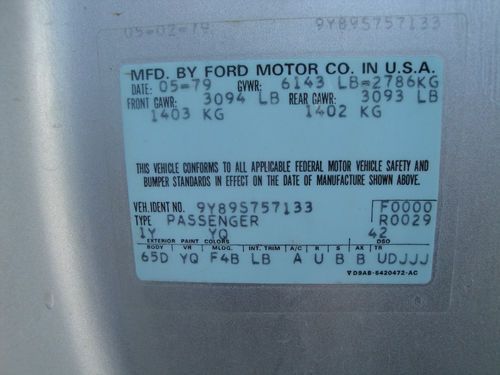 05-02-79 9Y89S757133
MFD. BY FORD MOTOR CO. IN U.S.A.
DATE: 05-79 GVWR: 6143 LB=2786KG
FRONT GAWR: 3094 LB REAR GAWR: 3093 LB
1403 KG 1402 KG
THIS VEHICLE CONFORMS TO ALL APPLICABLE FEDERAL MOTOR VEHICLE SAFETY AND
BUMPER STANDARDS IN EFFECT ON THE DATE OF MANUFACTURE SHOWN ABOVE.
VEH. IDENT NO. 9Y89S757133 F0000
TYPE PASSENGER R0029
1Y YQ 42
EXTERIOR PAINT COLORS DSO
BODY VR MLDG. INT. TRIM A/C R S AX TR
65D YQ F4B LB A U B B UDJJJ
▽D9AB-5420472-AC